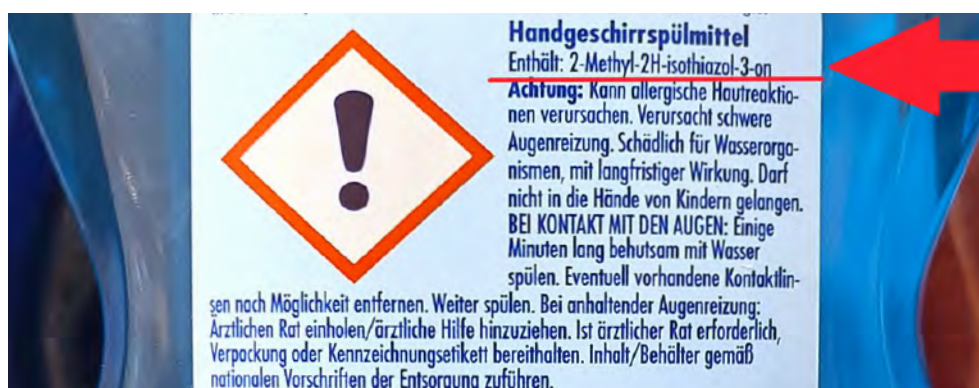 Handgeschirrspülmittel
Enthält: 2-Methyl-2H-isothiazol-3-on
Achtung: Kann allergische Hautreaktio-
nen verursachen. Verursacht schwere
Augenreizung. Schädlich für Wasserorga-
nismen, mit langfristiger Wirkung. Darf
nicht in die Hände von Kindern gelangen.
BEI KONTAKT MIT DEN AUGEN: Einige
Minuten lang behutsam mit Wasser
spülen. Eventuell vorhandene Kontaktlin-
sen nach Möglichkeit entfernen. Weiter spülen. Bei anhaltender Augenreizung:
Ärztlichen Rat einholen/ärztliche Hilfe hinzuziehen. Ist ärztlicher Rat erforderlich,
Verpackung oder Kennzeichnungsetikett bereithalten. Inhalt/Behälter gemäß
nationalen Vorschriften der Entsorgung zuführen.